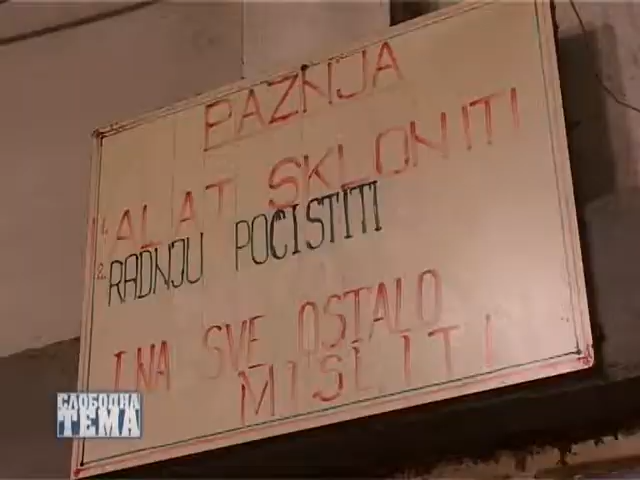 PAZNJA
1. ALAT SKLONITI
2. RADNJU POCISTITI
I NA SVE OSTALO
MISLITI
СЛОБОДНА
ТЕМА